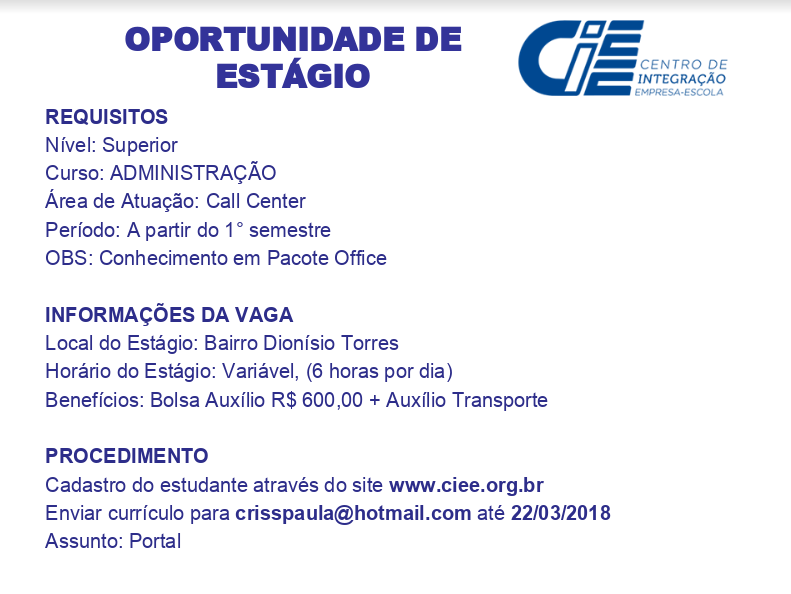 OPORTUNIDADE DE
ESTÁGIO
CIEE
CENTRO DE
INTEGRAÇÃO
EMPRESA-ESCOLA
REQUISITOS
Nível: Superior
Curso: ADMINISTRAÇÃO
Área de Atuação: Call Center
Período: A partir do 1° semestre
OBS: Conhecimento em Pacote Office
INFORMAÇÕES DA VAGA
Local do Estágio: Bairro Dionísio Torres
Horário do Estágio: Variável, (6 horas por dia)
Benefícios: Bolsa Auxílio R$ 600,00 + Auxílio Transporte
PROCEDIMENTO
Cadastro do estudante através do site www.ciee.org.br
Enviar currículo para crisspaula@hotmail.com até 22/03/2018
Assunto: Portal